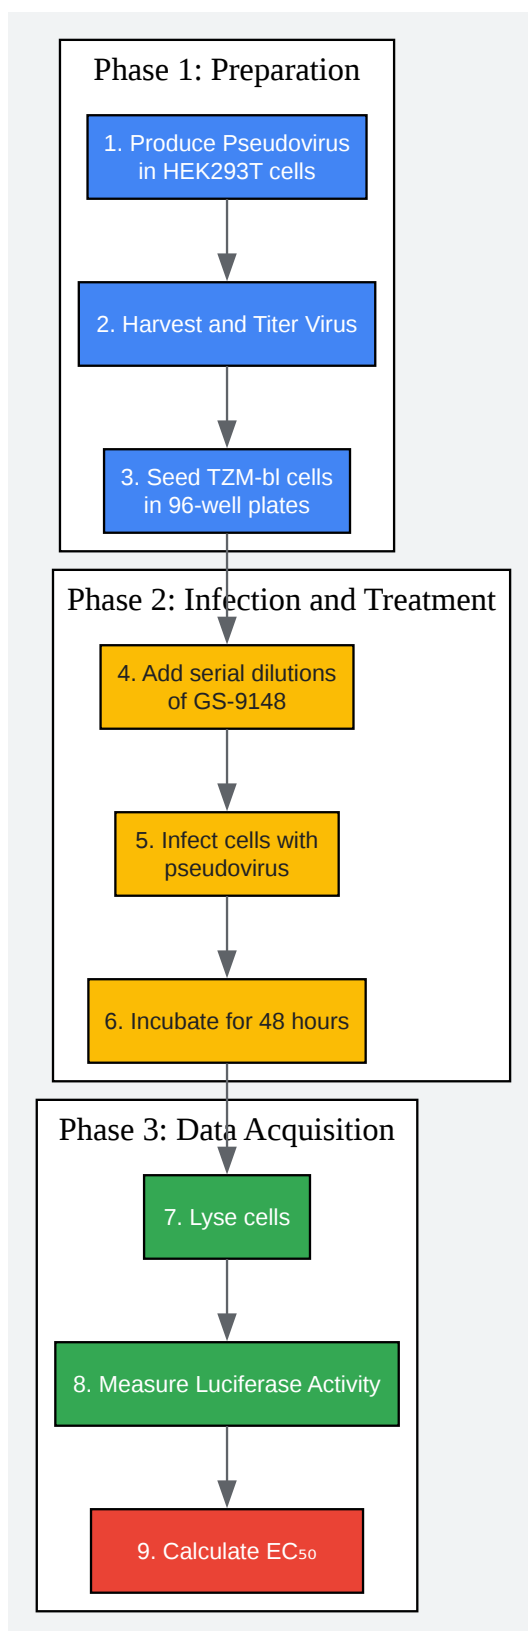 Phase 1: Preparation
1. Produce Pseudovirus
in HEK293T cells
2. Harvest and Titer Virus
3. Seed TZM-bl cells
in 96-well plates
Phase 2: Infection and Treatment
4. Add serial dilutions
of GS-9148
5. Infect cells with
pseudovirus
6. Incubate for 48 hours
Phase 3: Data Acquisition
7. Lyse cells
8. Measure Luciferase Activity
9. Calculate EC₅₀